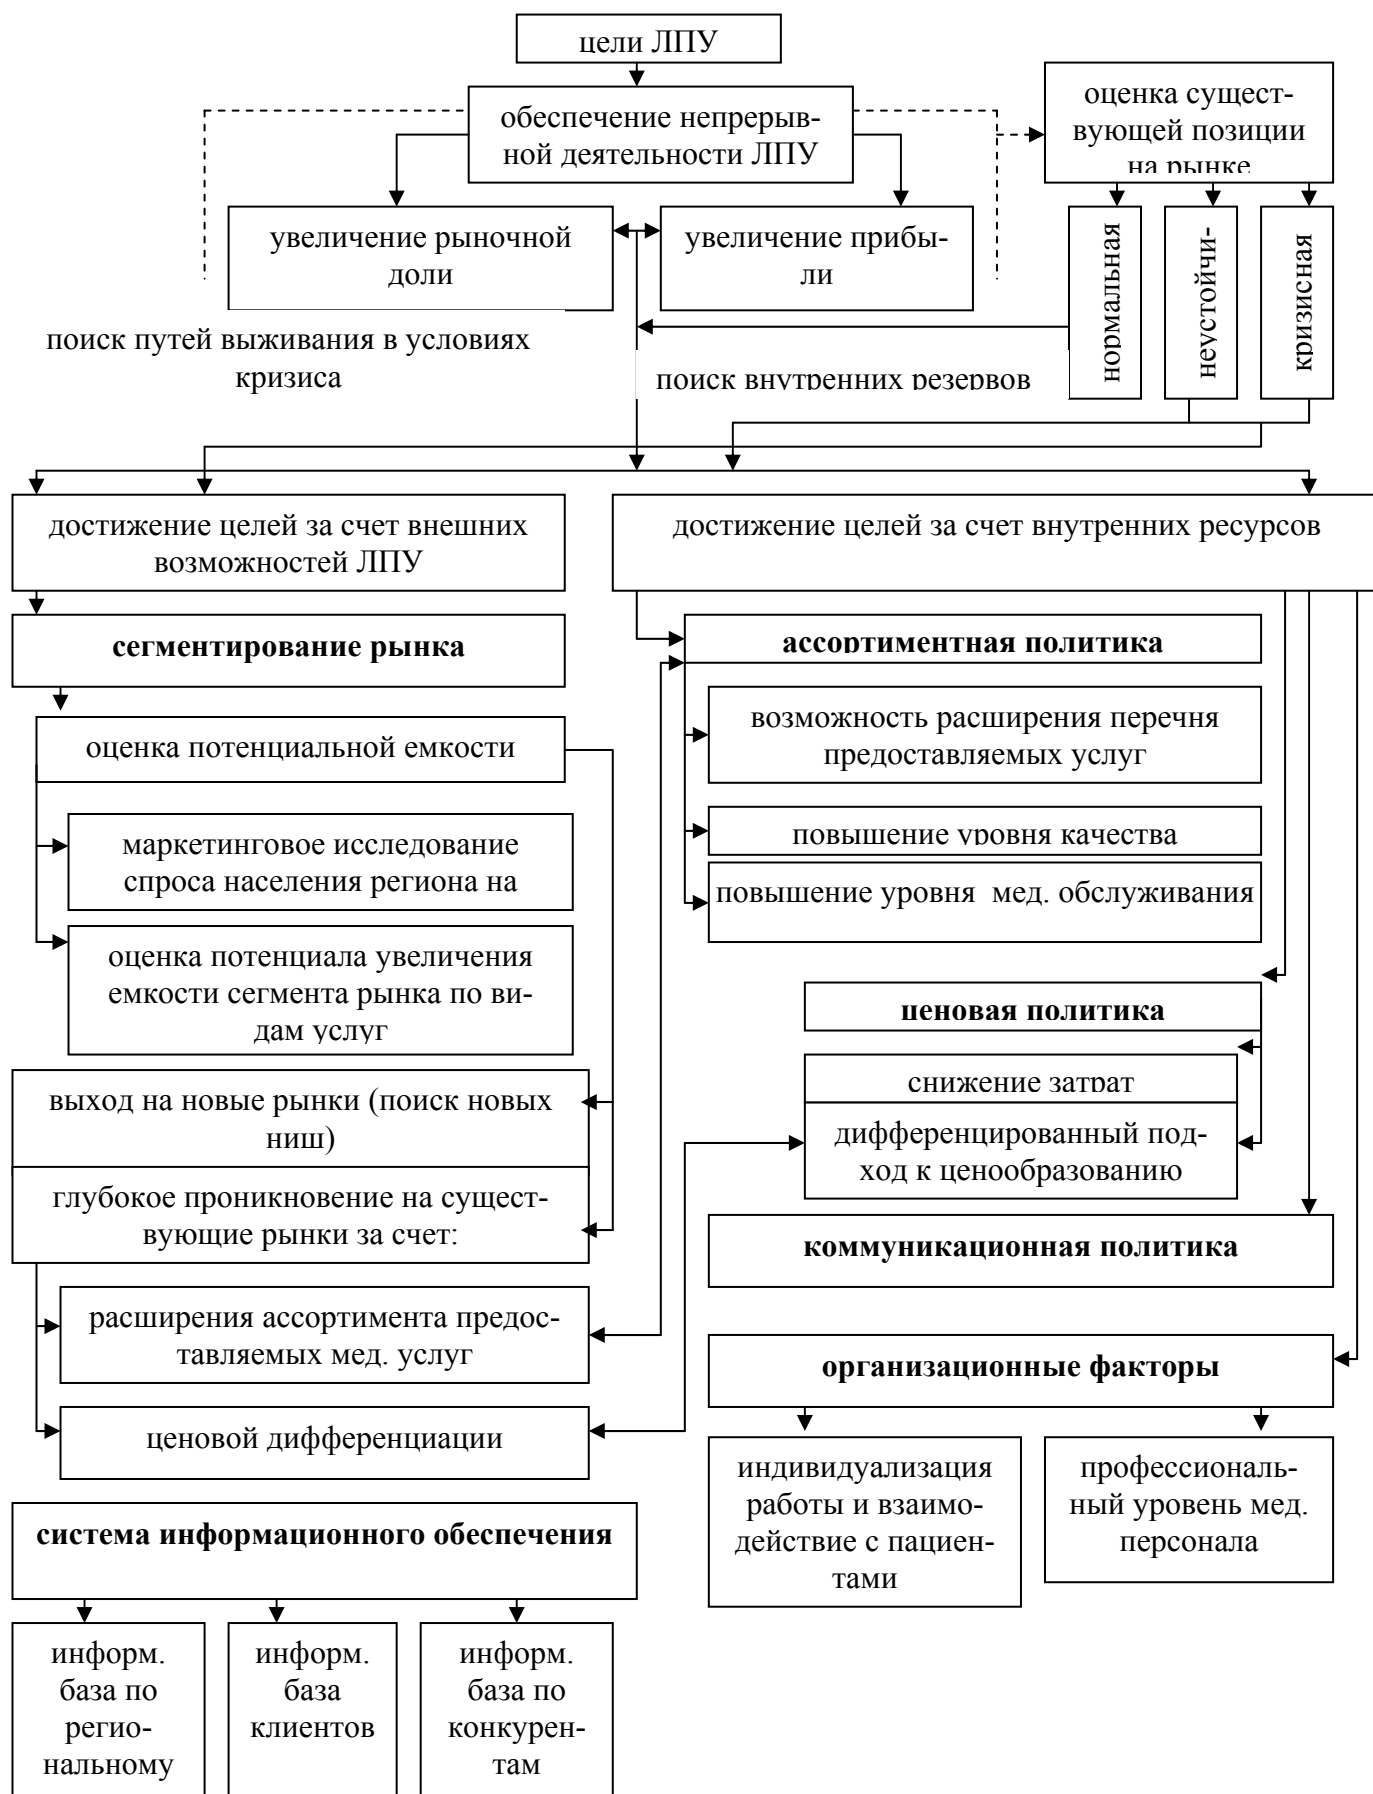 цели ЛПУ
обеспечение непрерыв-
ной деятельности ЛПУ
оценка сущест-
вующей позиции
на рынке
увеличение рыночной
доли
увеличение прибы-
ли
нормальная
неустойчи-
кризисная
поиск путей выживания в условиях
кризиса
поиск внутренних резервов
достижение целей за счет внешних
возможностей ЛПУ
достижение целей за счет внутренних ресурсов
сегментирование рынка
ассортиментная политика
оценка потенциальной емкости
возможность расширения перечня
предоставляемых услуг
маркетинговое исследование
спроса населения региона на
повышение уровня качества
повышение уровня мед. обслуживания
оценка потенциала увеличения
емкости сегмента рынка по ви-
дам услуг
ценовая политика
снижение затрат
выход на новые рынки (поиск новых
ниш)
дифференцированный под-
ход к ценообразованию
глубокое проникновение на сущест-
вующие рынки за счет:
коммуникационная политика
расширения ассортимента предос-
тавляемых мед. услуг
организационные факторы
ценовой дифференциации
индивидуализация
работы и взаимо-
действие с пациен-
тами
профессиональ-
ный уровень мед.
персонала
система информационного обеспечения
информ.
база по
регио-
нальному
информ.
база
клиентов
информ.
база по
конкурен-
там